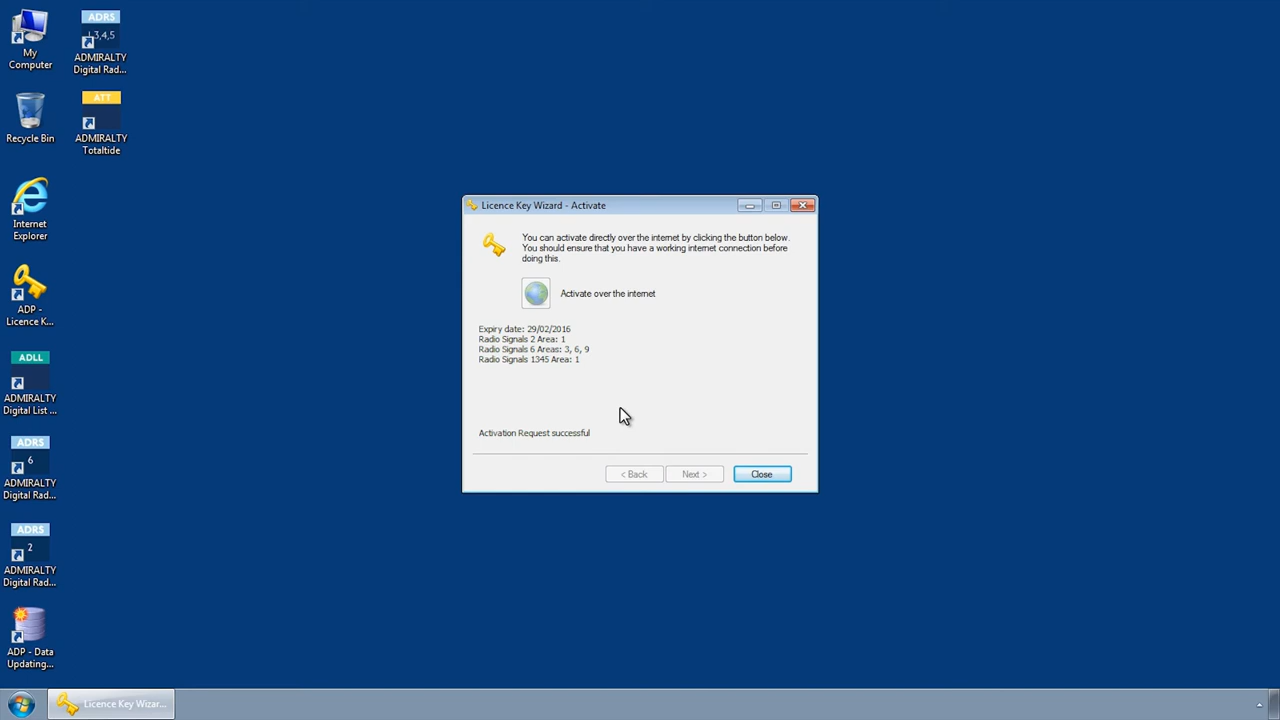 My
Computer
ADRS
1,3,4,5
ADMIRALTY
Digital Rad...
Recycle Bin
ATT
ADMIRALTY
Totaltide
Internet
Explorer
ADP -
Licence K...
ADLL
ADMIRALTY
Digital List ...
ADRS
6
ADMIRALTY
Digital Rad...
ADRS
2
ADMIRALTY
Digital Rad...
ADP - Data
Updating...
Licence Key Wizard - Activate
You can activate directly over the internet by clicking the button below.
You should ensure that you have a working internet connection before
doing this.
Activate over the internet
Expiry date: 29/02/2016
Radio Signals 2 Area: 1
Radio Signals 6 Areas: 3, 6, 9
Radio Signals 1345 Area: 1
Activation Request successful
< Back
Next >
Close
Licence Key Wizar...